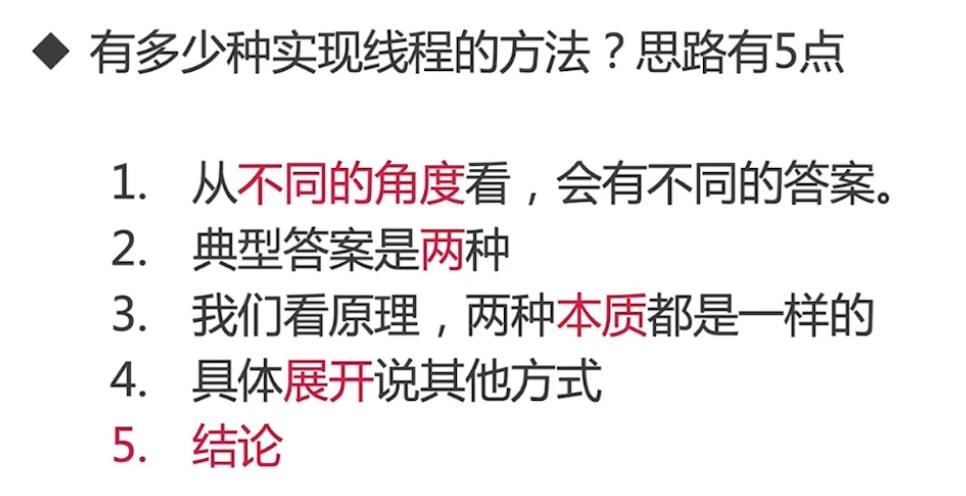 ◆ 有多少种实现线程的方法？思路有5点
1. 从不同的角度看，会有不同的答案。
2. 典型答案是两种
3. 我们看原理，两种本质都是一样的
4. 具体展开说其他方式
5. 结论